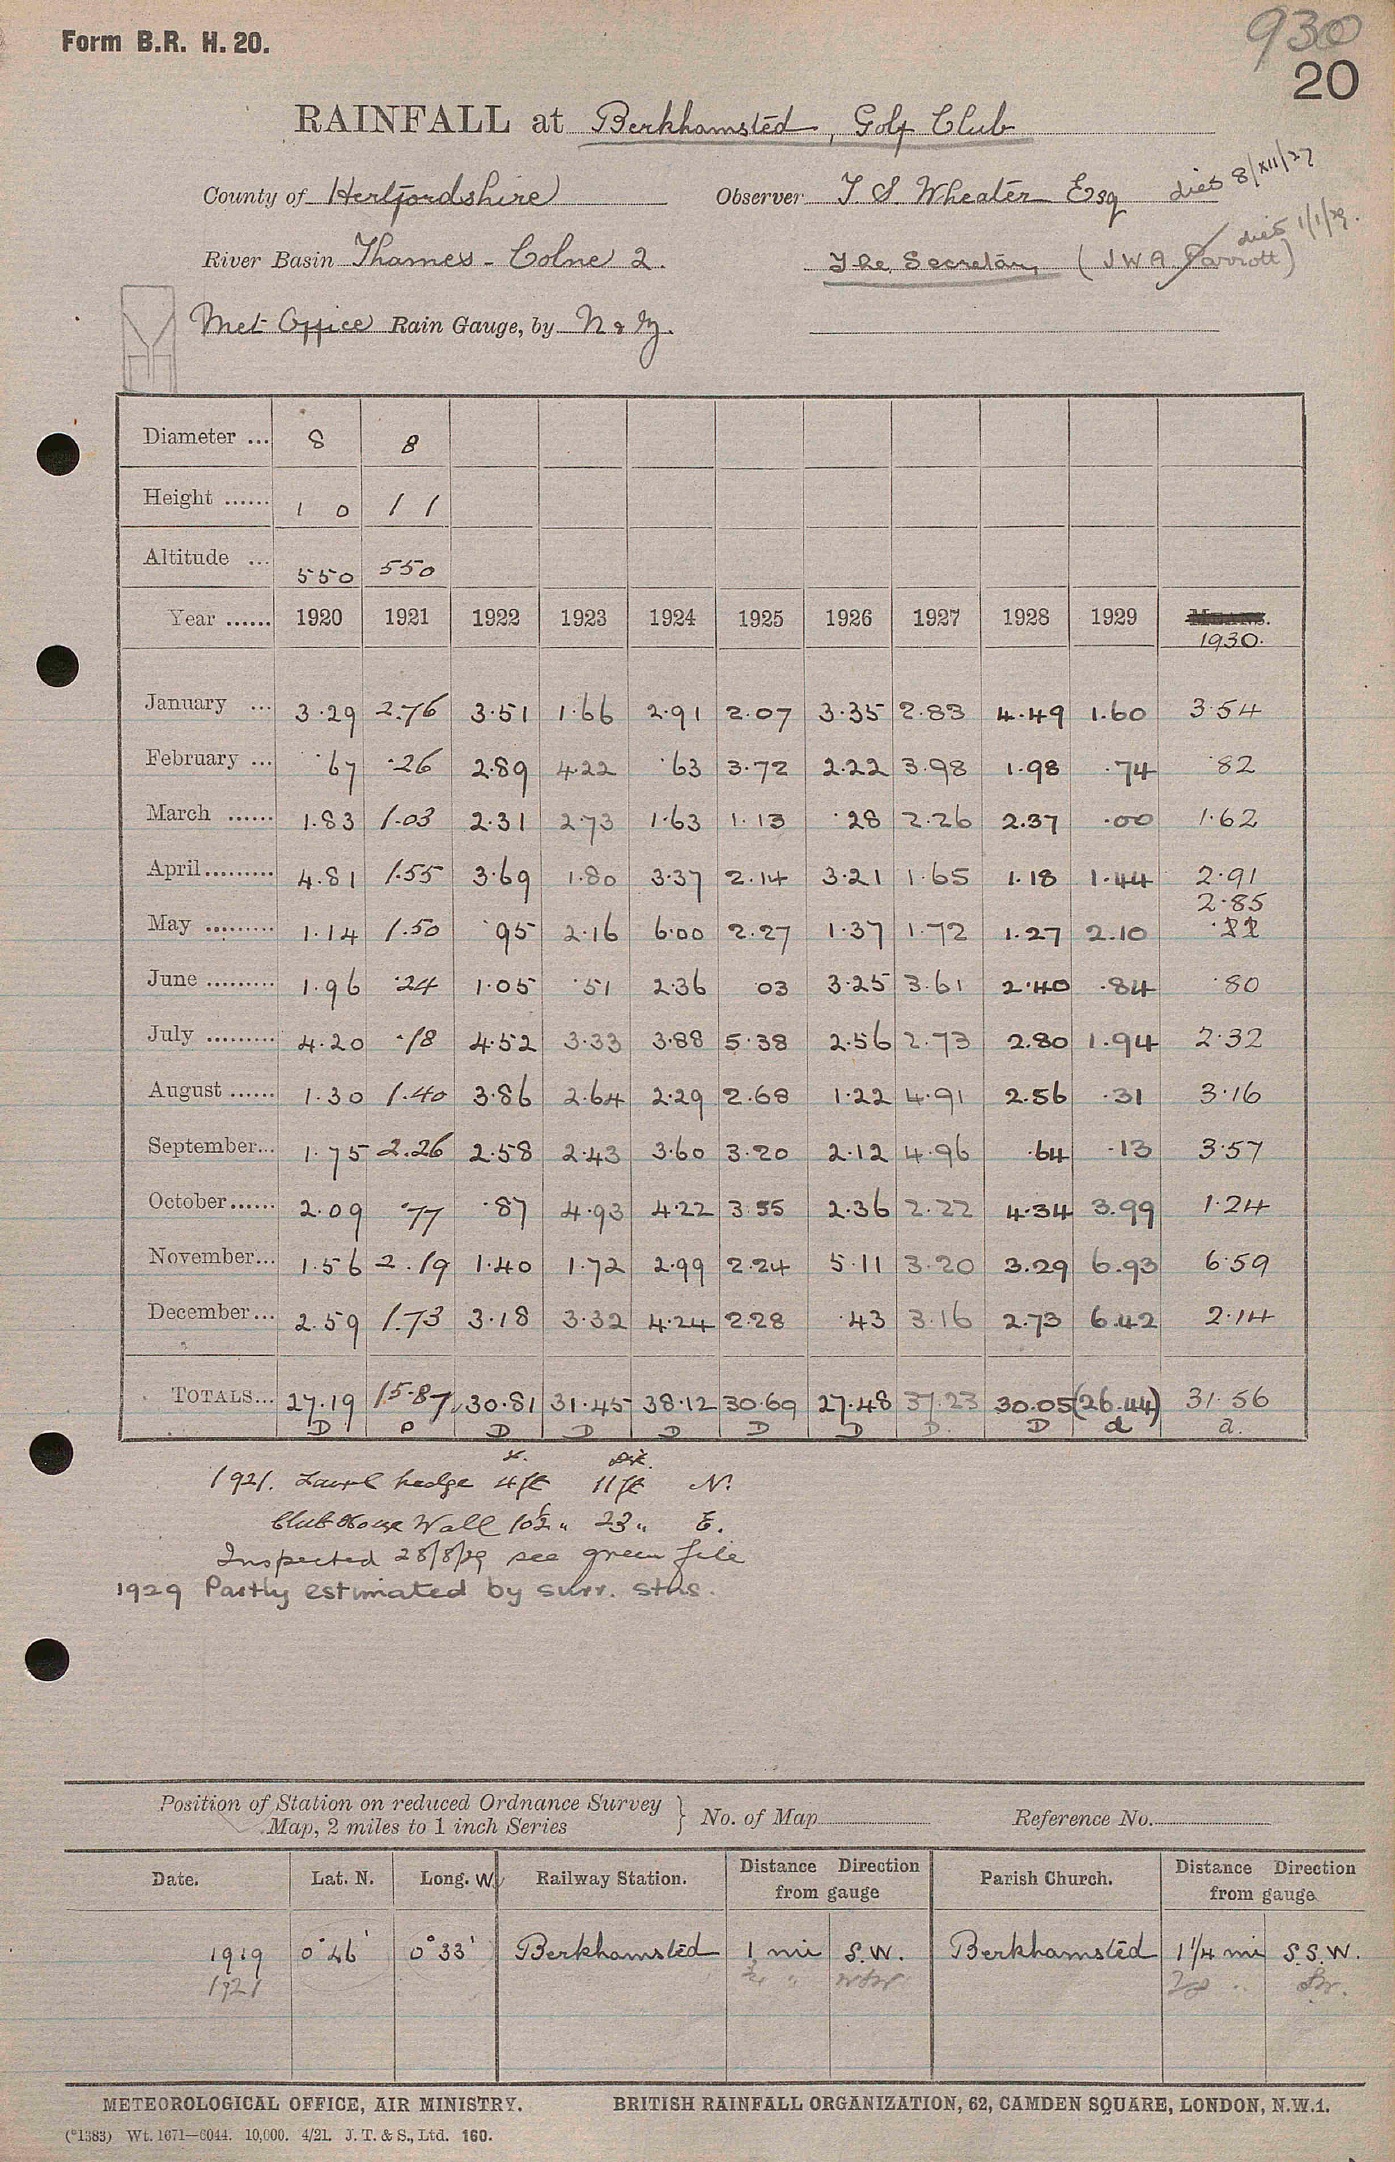 Form B.R. H. 20.
930
20
RAINFALL at Berkhamsted, Golf Club
County of Hertfordshire Observer T. S. Wheater Esq died 8/XII/27
River Basin Thames - Colne 2. The Secretary (J W A Parrott) died 1/1/29.
Met Office Rain Gauge, by N & Z.
Diameter ... 8 8
Height ...... 1 0 1 1
Altitude ... 550 550
Year ...... 1920 1921 1922 1923 1924 1925 1926 1927 1928 1929 1930.
January ... 3.29 2.76 3.51 1.66 2.91 2.07 3.35 2.83 4.49 1.60 3.54
February ... .67 .26 2.89 4.22 .63 3.72 2.22 3.98 1.98 .74 .82
March ...... 1.83 1.03 2.31 2.73 1.63 1.13 .28 2.26 2.37 .00 1.62
April ......... 4.81 1.55 3.69 1.80 3.37 2.14 3.21 1.65 1.18 1.44 2.91
May ......... 1.14 1.50 .95 2.16 6.00 2.27 1.37 1.72 1.27 2.10 2.85
June ......... 1.96 .24 1.05 .51 2.36 03 3.25 3.61 2.40 .84 .80
July ......... 4.20 .18 4.52 3.33 3.88 5.38 2.56 2.73 2.80 1.94 2.32
August ...... 1.30 1.40 3.86 2.64 2.29 2.68 1.22 4.91 2.56 .31 3.16
September... 1.75 2.26 2.58 2.43 3.60 3.20 2.12 4.96 .64 .13 3.57
October ...... 2.09 .77 .87 4.93 4.22 3.55 2.36 2.22 4.34 3.99 1.24
November... 1.56 2.19 1.40 1.72 2.99 2.24 5.11 3.20 3.29 6.93 6.59
December... 2.59 1.73 3.18 3.32 4.24 2.28 .43 3.16 2.73 6.42 2.14
TOTALS... 27.19 15.87 30.81 31.45 38.12 30.69 27.48 37.23 30.05 (26.44) 31.56
D P D D D D D D. D d d.
1921. Laurel hedge 4ft 11ft N.
Club House Wall 10½ " 23 " E.
Inspected 28/8/29 see green file
1929 Partly estimated by surr. stns.
Position of Station on reduced Ordnance Survey
Map, 2 miles to 1 inch Series } No. of Map Reference No.
Date. Lat. N. Long. W. Railway Station. Distance Direction from gauge Parish Church. Distance Direction from gauge
1919 0°46' 0°33' Berkhamsted 1 mi S.W. Berkhamsted 1¼ mi S.S.W.
1921
METEOROLOGICAL OFFICE, AIR MINISTRY. BRITISH RAINFALL ORGANIZATION, 62, CAMDEN SQUARE, LONDON, N.W.1.
(*1383) Wt. 1671—6044. 10,000. 4/21. J. T. & S., Ltd. 160.